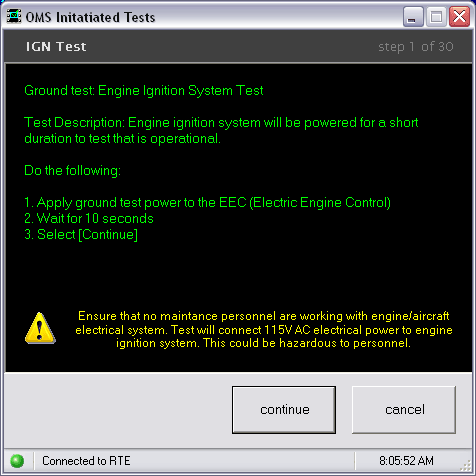 OMS Initatiated Tests
IGN Test
step 1 of 30
Ground test: Engine Ignition System Test
Test Description: Engine ignition system will be powered for a short
duration to test that is operational.
Do the following:
1. Apply ground test power to the EEC (Electric Engine Control)
2. Wait for 10 seconds
3. Select [Continue]
Ensure that no maintance personnel are working with engine/aircraft
electrical system. Test will connect 115V AC electrical power to engine
ignition system. This could be hazardous to personnel.
continue
cancel
Connected to RTE
8:05:52 AM